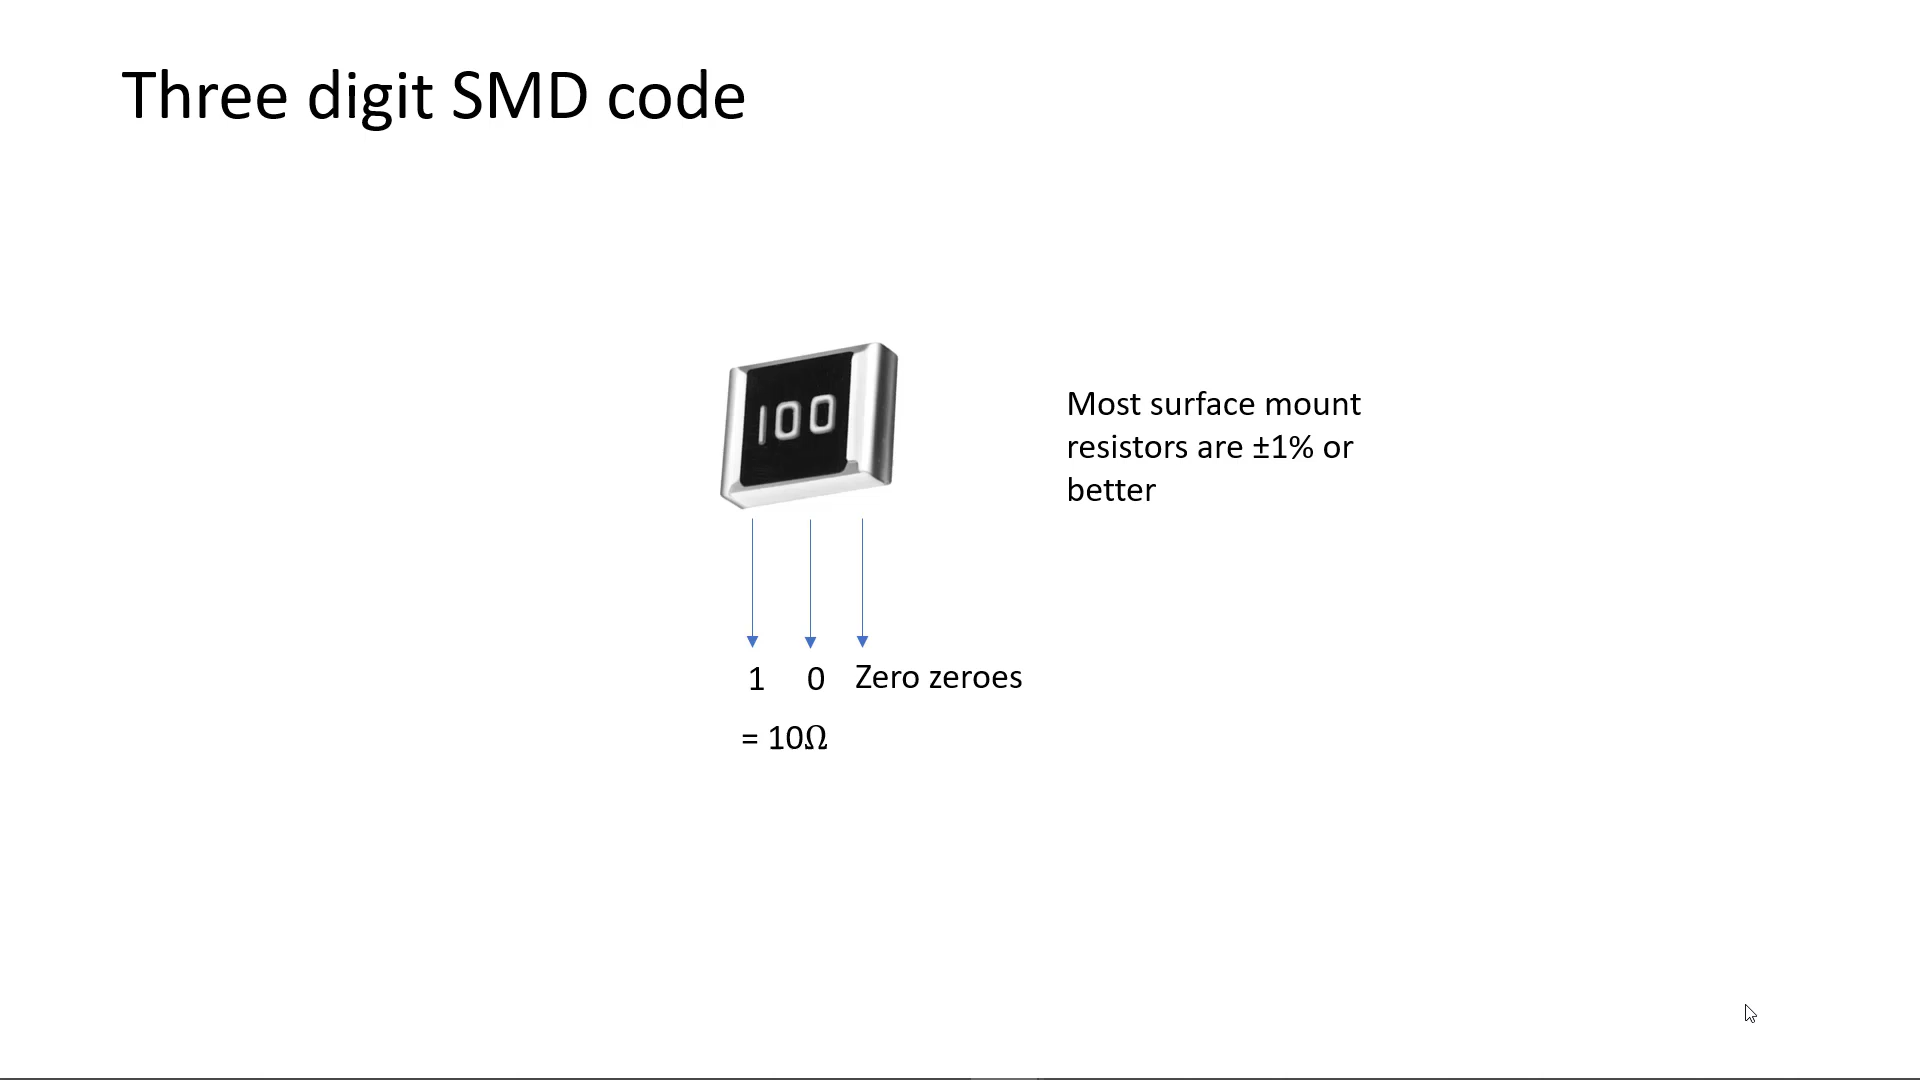 Three digit SMD code
100
Most surface mount
resistors are ±1% or
better
1 0 Zero zeroes
= 10Ω